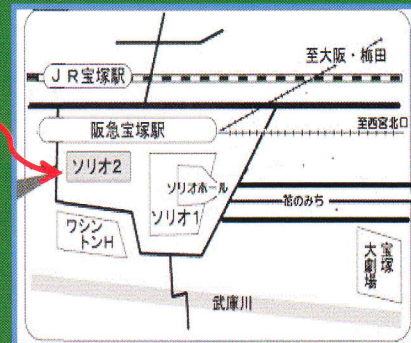 至大阪・梅田
JR宝塚駅
阪急宝塚駅
至西宮北口
ソリオ2
ソリオホール
ソリオ1
花のみち
ワシン
トンH
宝塚
大劇場
武庫川